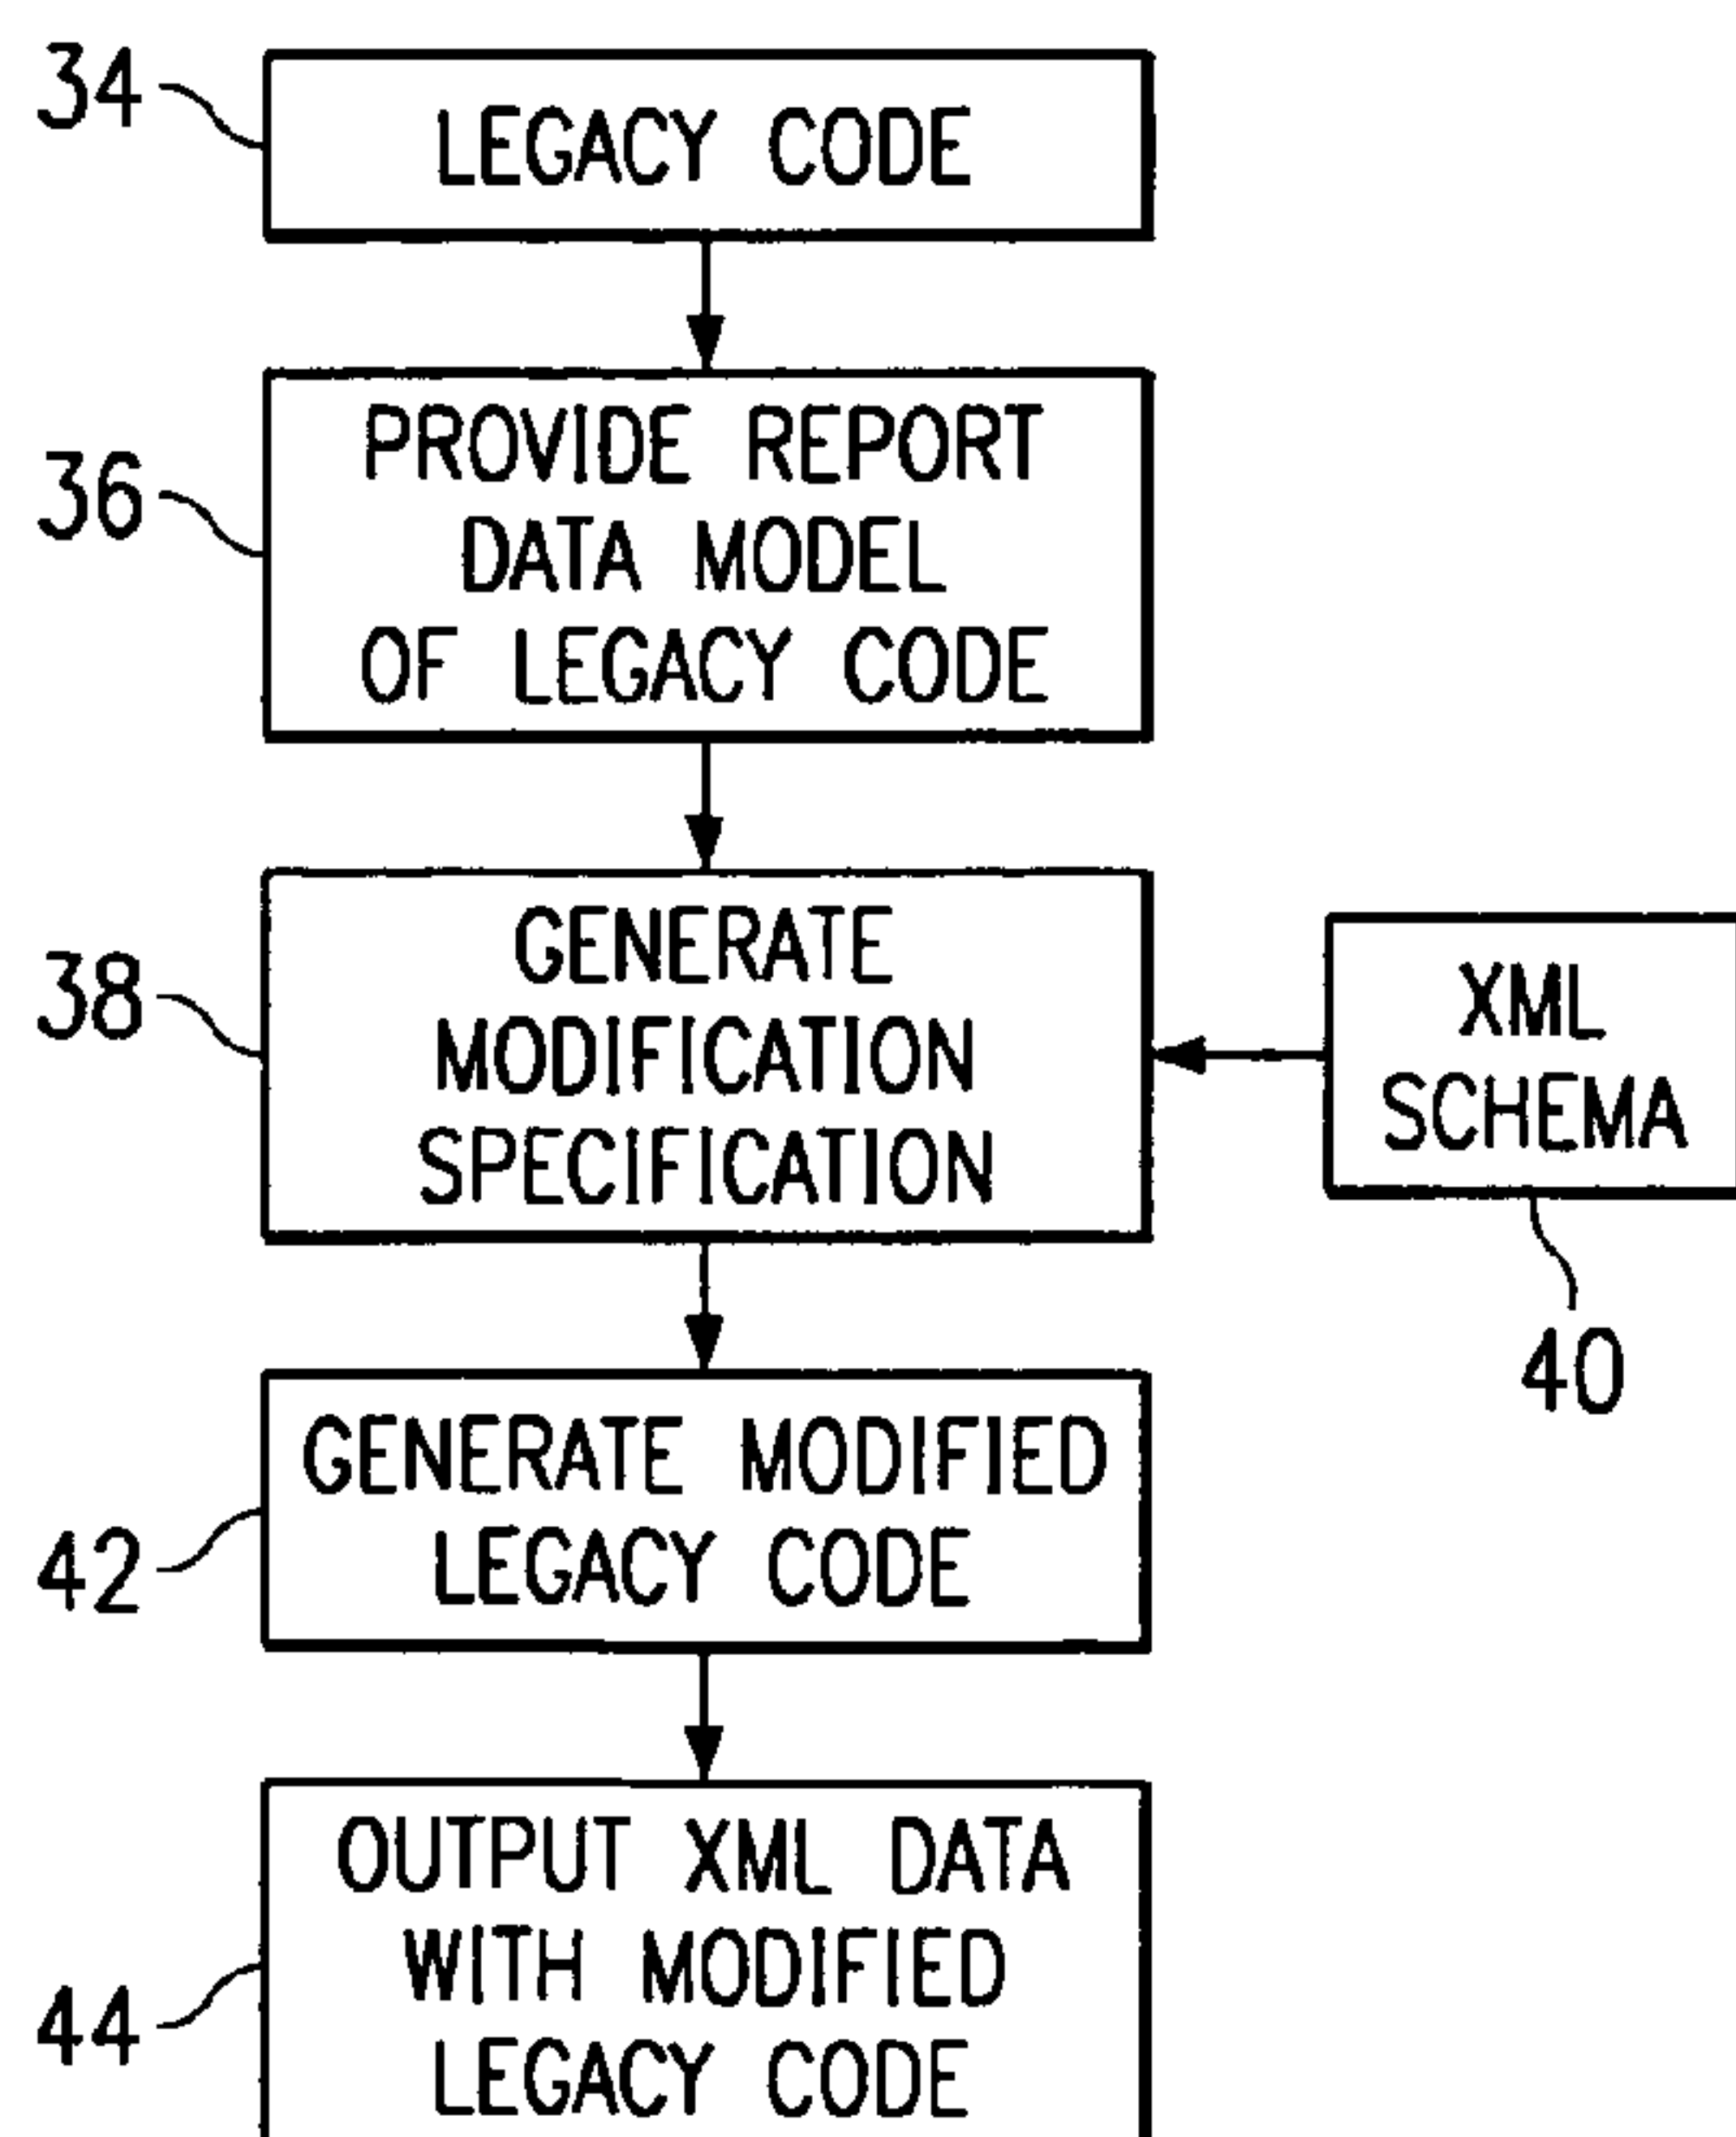 34
LEGACY CODE
36
PROVIDE REPORT
DATA MODEL
OF LEGACY CODE
38
GENERATE
MODIFICATION
SPECIFICATION
XML
SCHEMA
40
42
GENERATE MODIFIED
LEGACY CODE
44
OUTPUT XML DATA
WITH MODIFIED
LEGACY CODE